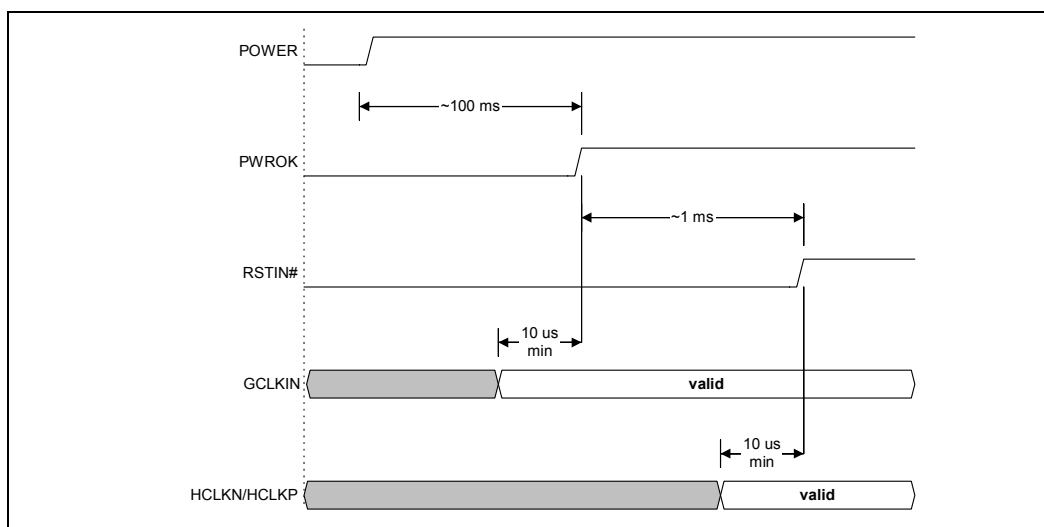 POWER
~100 ms
PWROK
~1 ms
RSTIN#
10 us
min
GCLKIN
valid
10 us
min
HCLKN/HCLKP
valid